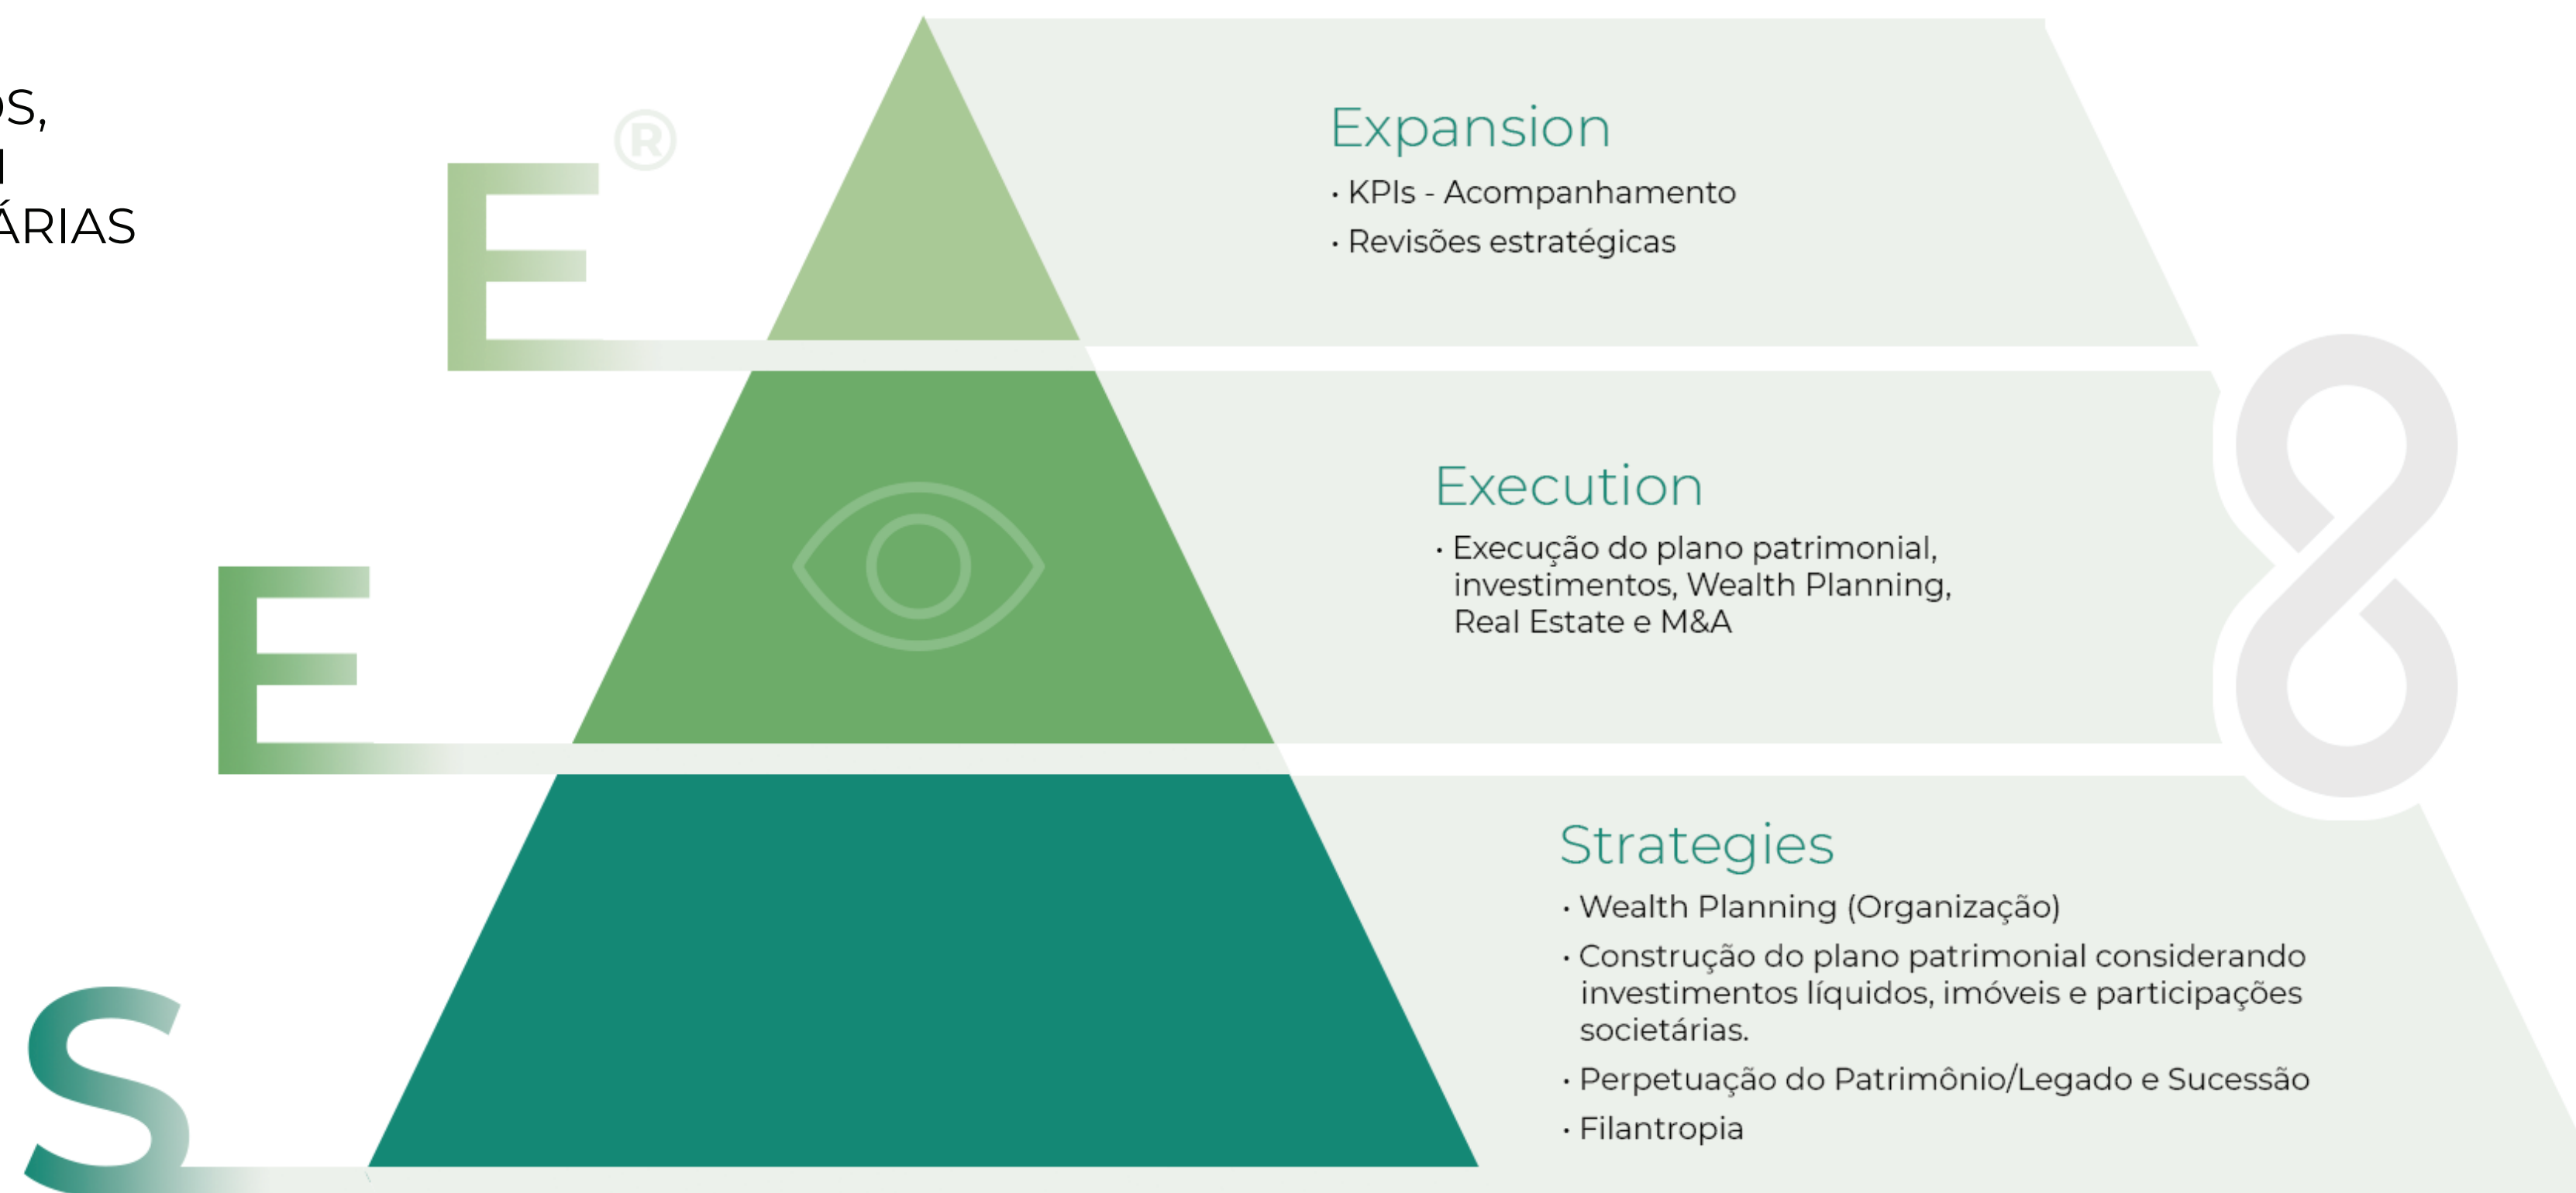 ÁRIAS
E®
Expansion
· KPIs - Acompanhamento
· Revisões estratégicas
E
Execution
· Execução do plano patrimonial,
investimentos, Wealth Planning,
Real Estate e M&A
S
Strategies
· Wealth Planning (Organização)
· Construção do plano patrimonial considerando
investimentos líquidos, imóveis e participações
societárias.
· Perpetuação do Patrimônio/Legado e Sucessão
· Filantropia